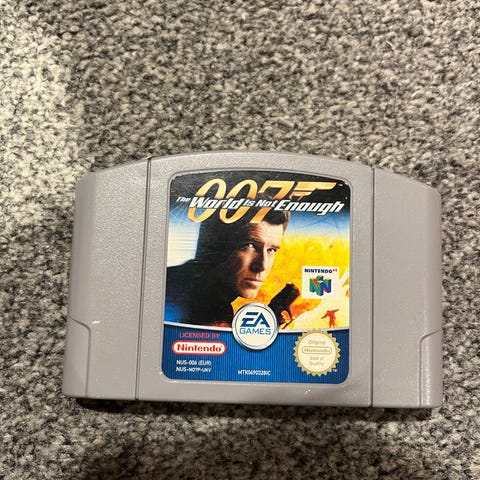 007
The World Is Not Enough
NINTENDO 64
EA
GAMES
LICENSED BY
Nintendo
NUS-006 (EUR)
NUS-NO7P-UKV
MTX04903281C
Original
Nintendo
Seal of
Quality